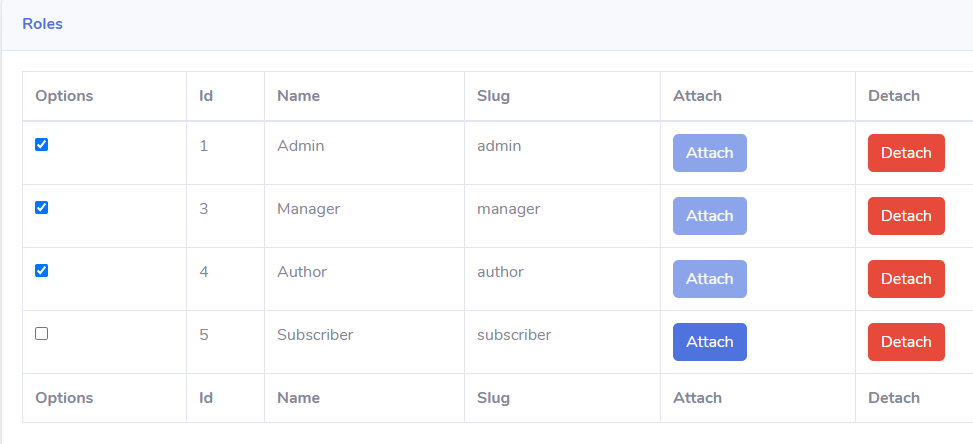 Roles
Options Id Name Slug Attach Detach
1 Admin admin Attach Detach
3 Manager manager Attach Detach
4 Author author Attach Detach
5 Subscriber subscriber Attach Detach
Options Id Name Slug Attach Detach